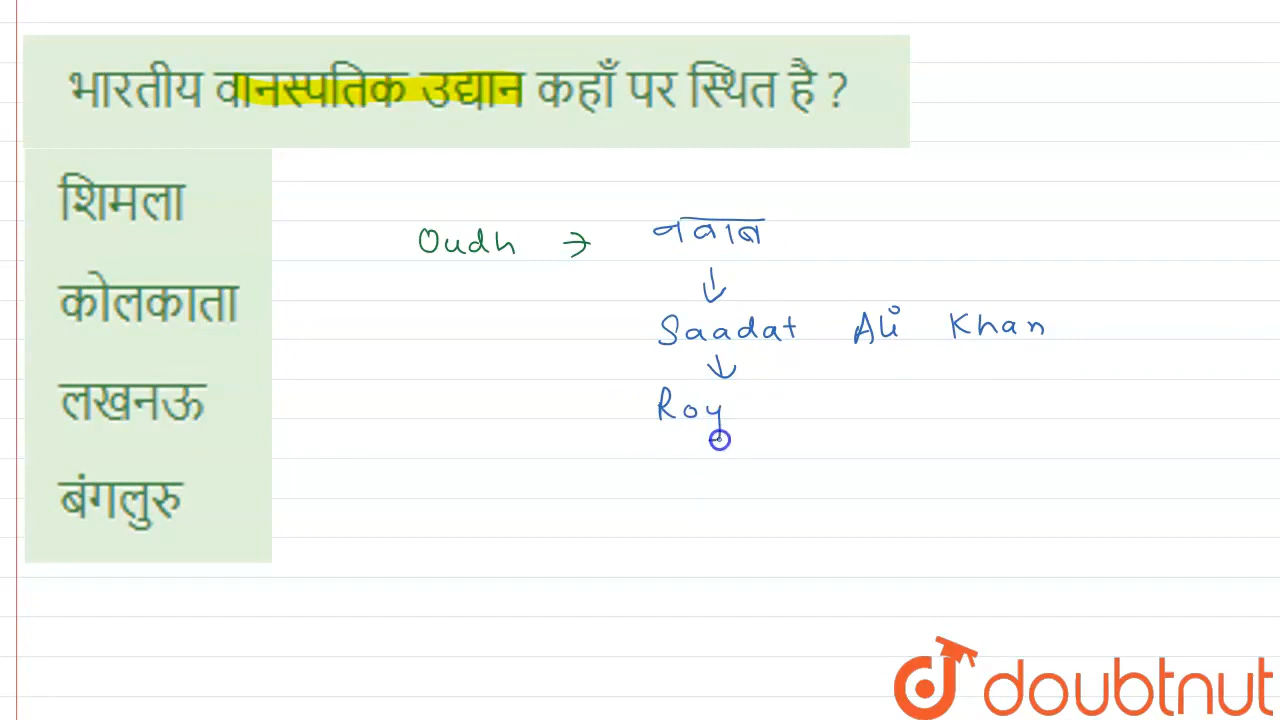 भारतीय वानस्पतिक उद्यान कहाँ पर स्थित है ?
शिमला
कोलकाता
लखनऊ
बंगलुरु
Oudh → नवाब
↓
Saadat Ali Khan
↓
Roy
doubtnut